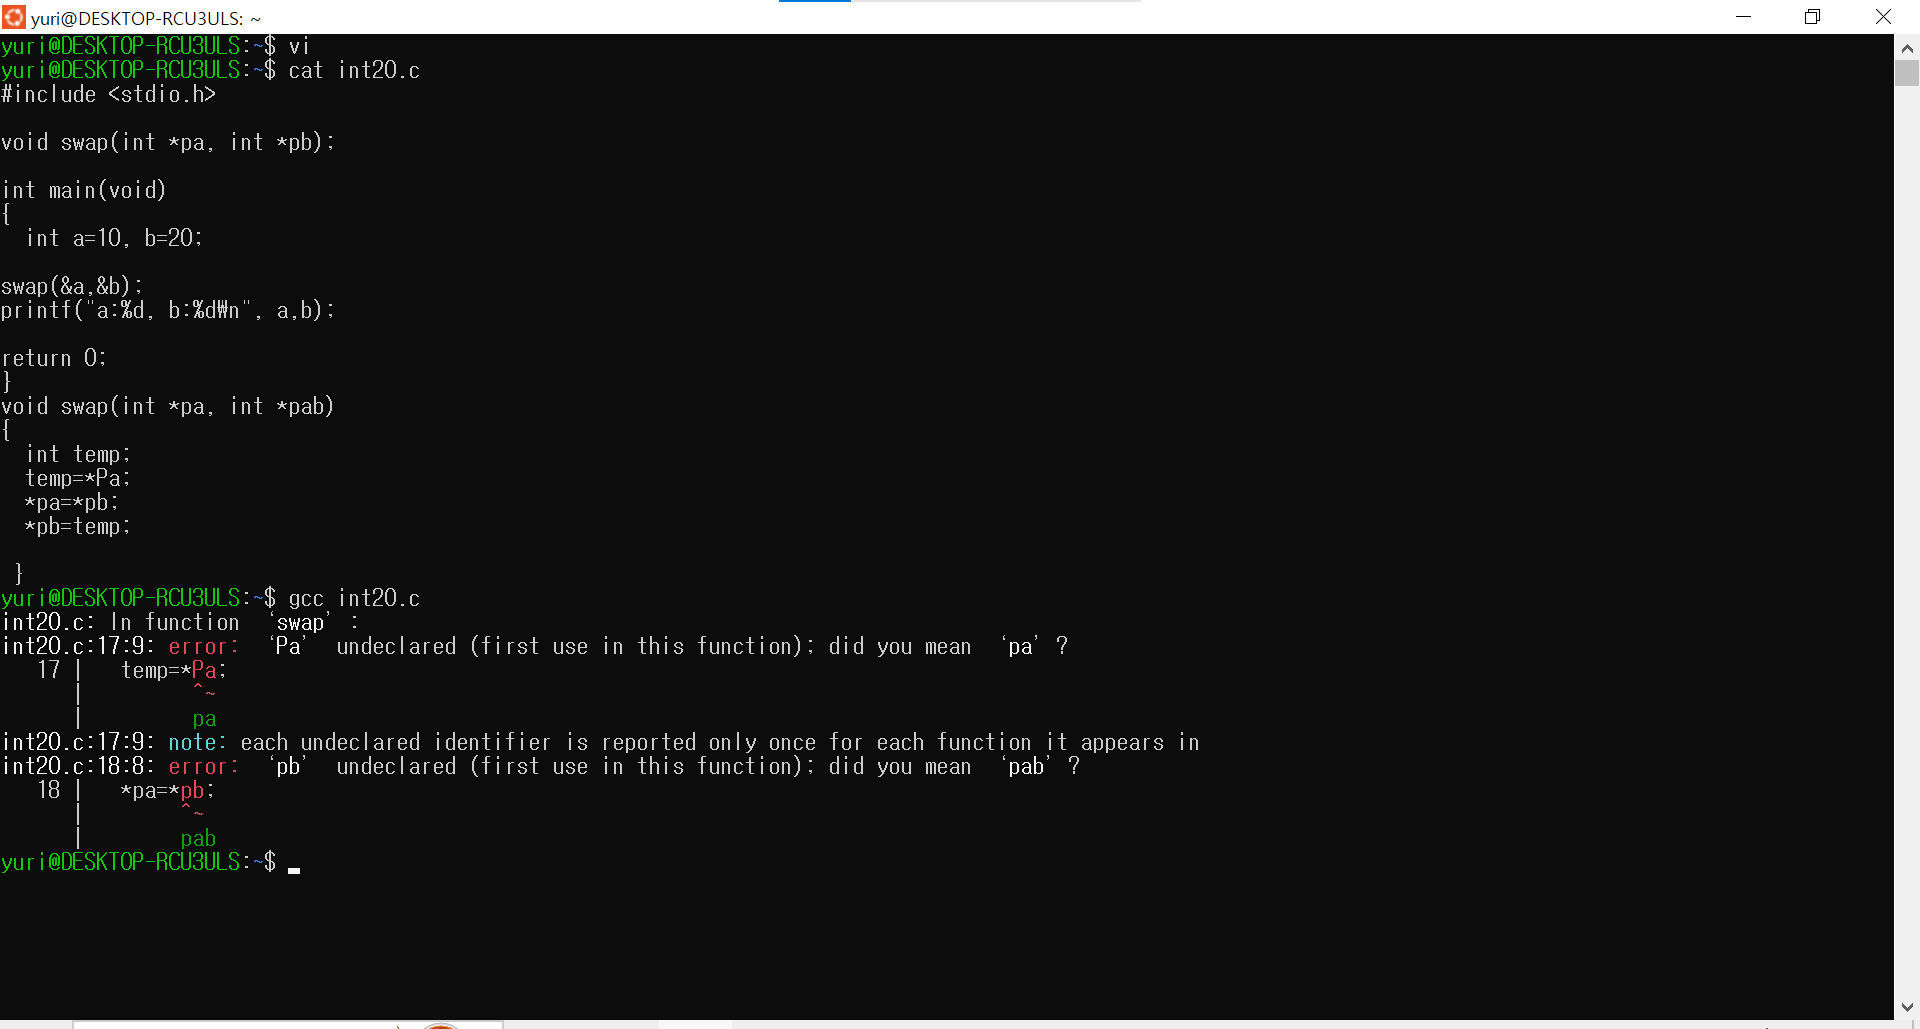 yuri@DESKTOP-RCU3ULS: ~
yuri@DESKTOP-RCU3ULS:~$ vi
yuri@DESKTOP-RCU3ULS:~$ cat int20.c
#include <stdio.h>
void swap(int *pa, int *pb);
int main(void)
{
  int a=10, b=20;
swap(&a,&b);
printf("a:%d, b:%d₩n", a,b);
return 0;
}
void swap(int *pa, int *pab)
{
  int temp;
  temp=*Pa;
  *pa=*pb;
  *pb=temp;
 }
yuri@DESKTOP-RCU3ULS:~$ gcc int20.c
int20.c: In function ‘swap’:
int20.c:17:9: error: ‘Pa’ undeclared (first use in this function); did you mean ‘pa’?
   17 |   temp=*Pa;
      |         ^~
      |         pa
int20.c:17:9: note: each undeclared identifier is reported only once for each function it appears in
int20.c:18:8: error: ‘pb’ undeclared (first use in this function); did you mean ‘pab’?
   18 |   *pa=*pb;
      |        ^~
      |        pab
yuri@DESKTOP-RCU3ULS:~$